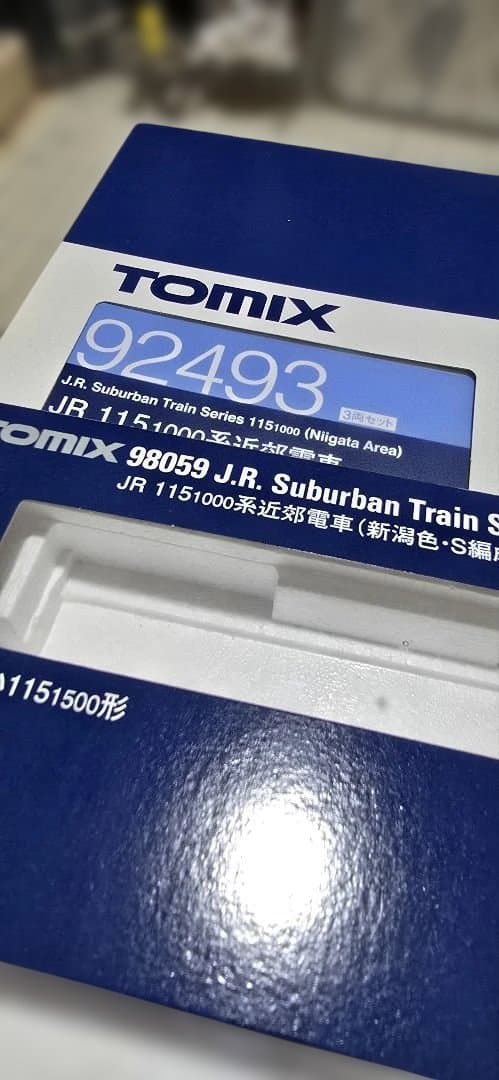 TOMIX
92493 3両セット
J.R. Suburban Train Series 1151000 (Niigata Area)
JR 1151000系近郊電車
TOMIX 98059 J.R. Suburban Train S
JR 1151000系近郊電車(新潟色・S編
1151500形